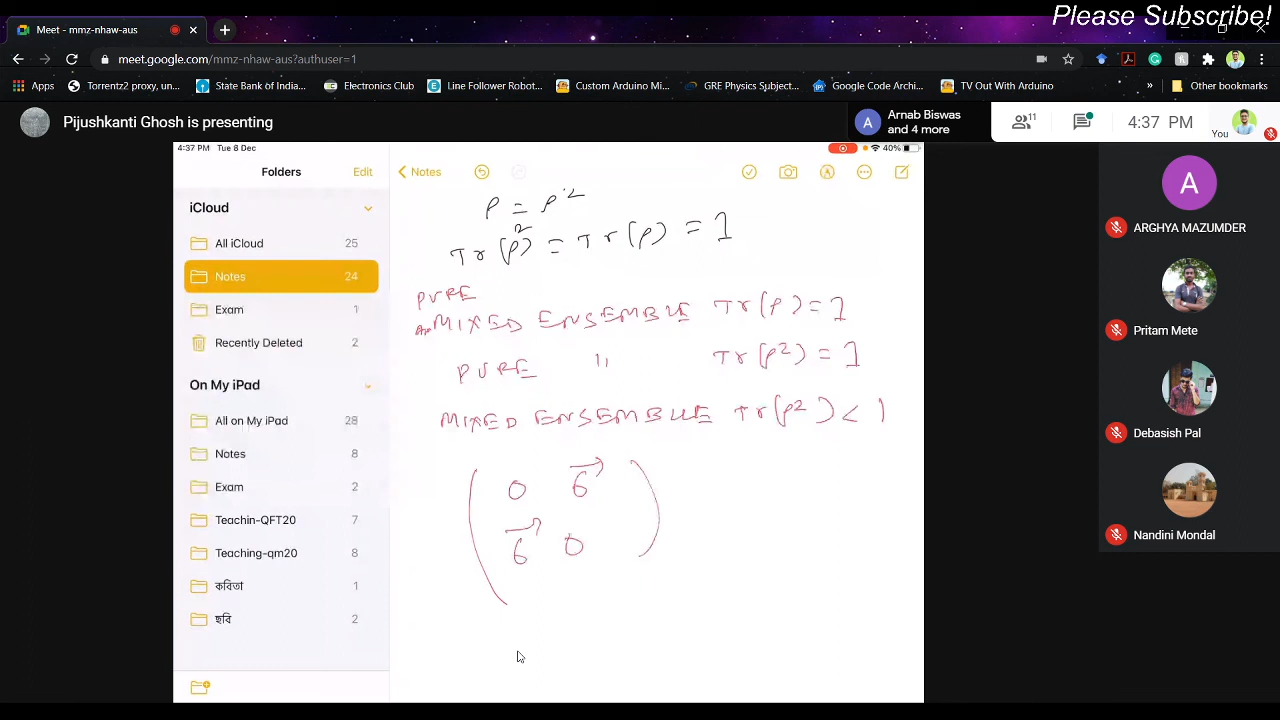 Please Subscribe!
Meet - mmz-nhaw-aus
meet.google.com/mmz-nhaw-aus?authuser=1
Apps Torrentz2 proxy, un... State Bank of India... Electronics Club Line Follower Robot... Custom Arduino Mi... GRE Physics Subject... Google Code Archi... TV Out With Arduino » Other bookmarks
Pijushkanti Ghosh is presenting
A Arnab Biswas and 4 more
11
4:37 PM
You
4:37 PM Tue 8 Dec
40%
Folders Edit
Notes
iCloud
All iCloud 25
Notes 24
Exam 1
Recently Deleted 2
On My iPad
All on My iPad 28
Notes 8
Exam 2
Teachin-QFT20 7
Teaching-qm20 8
কবিতা 1
ছবি 2
ρ = ρ²
Tr(ρ²) = Tr(ρ) = 1
PURE
MIXED ENSEMBLE Tr(ρ) = 1
PURE " Tr(ρ²) = 1
MIXED ENSEMBLE Tr(ρ²) < 1
0 σ⃗
σ⃗ 0
A
ARGHYA MAZUMDER
Pritam Mete
Debasish Pal
Nandini Mondal